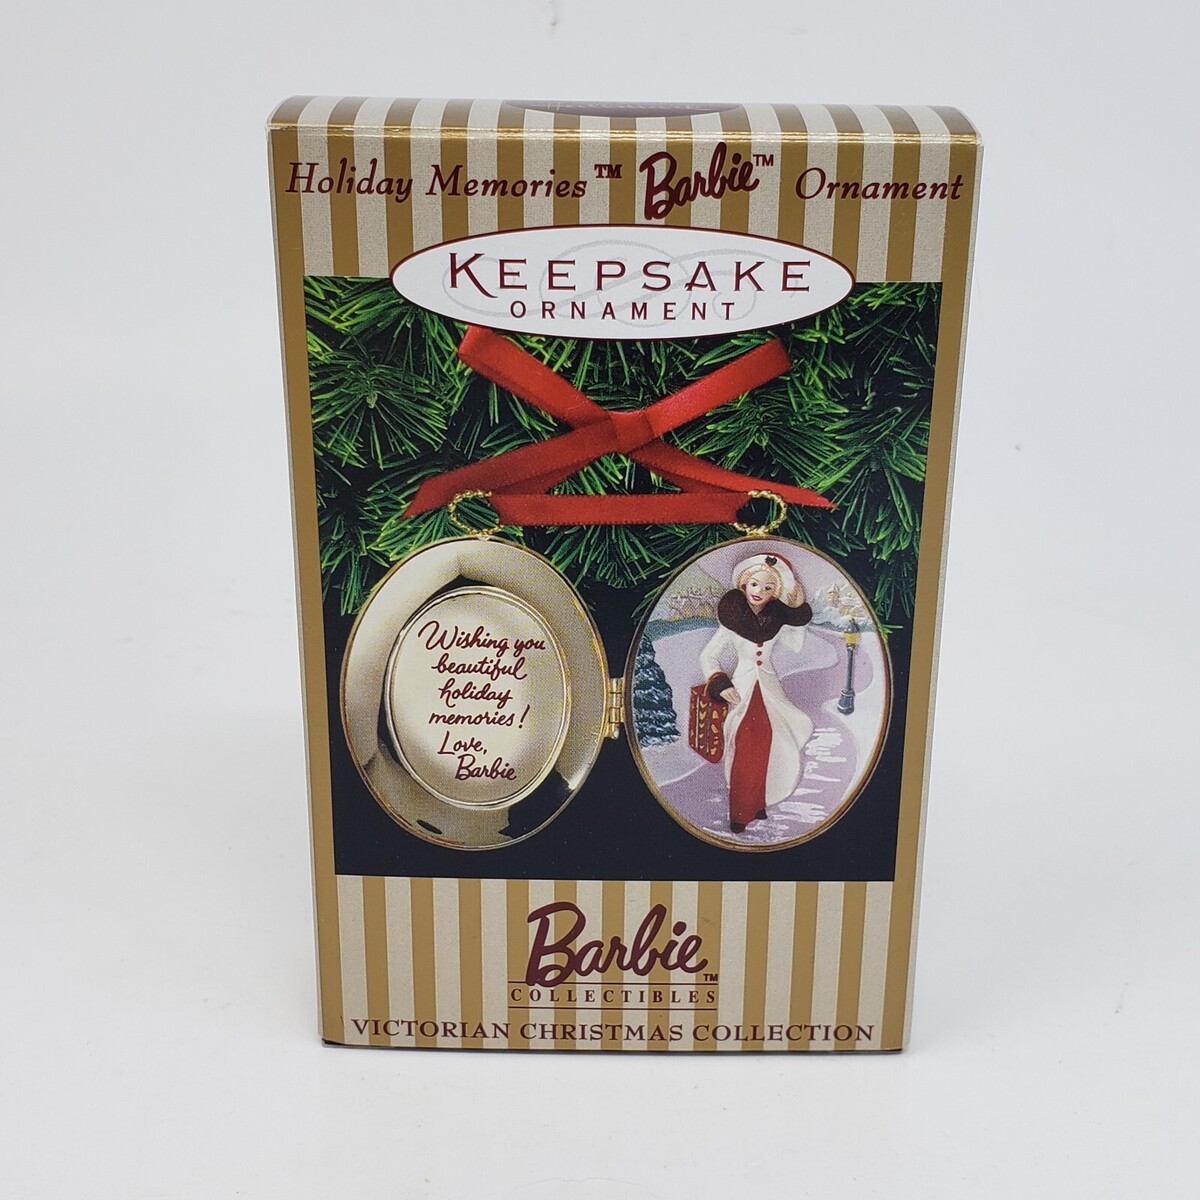 Holiday Memories™ Barbie™ Ornament
KEEPSAKE
ORNAMENT
Wishing you
beautiful
holiday
memories!
Love,
Barbie
Barbie™
COLLECTIBLES
VICTORIAN CHRISTMAS COLLECTION